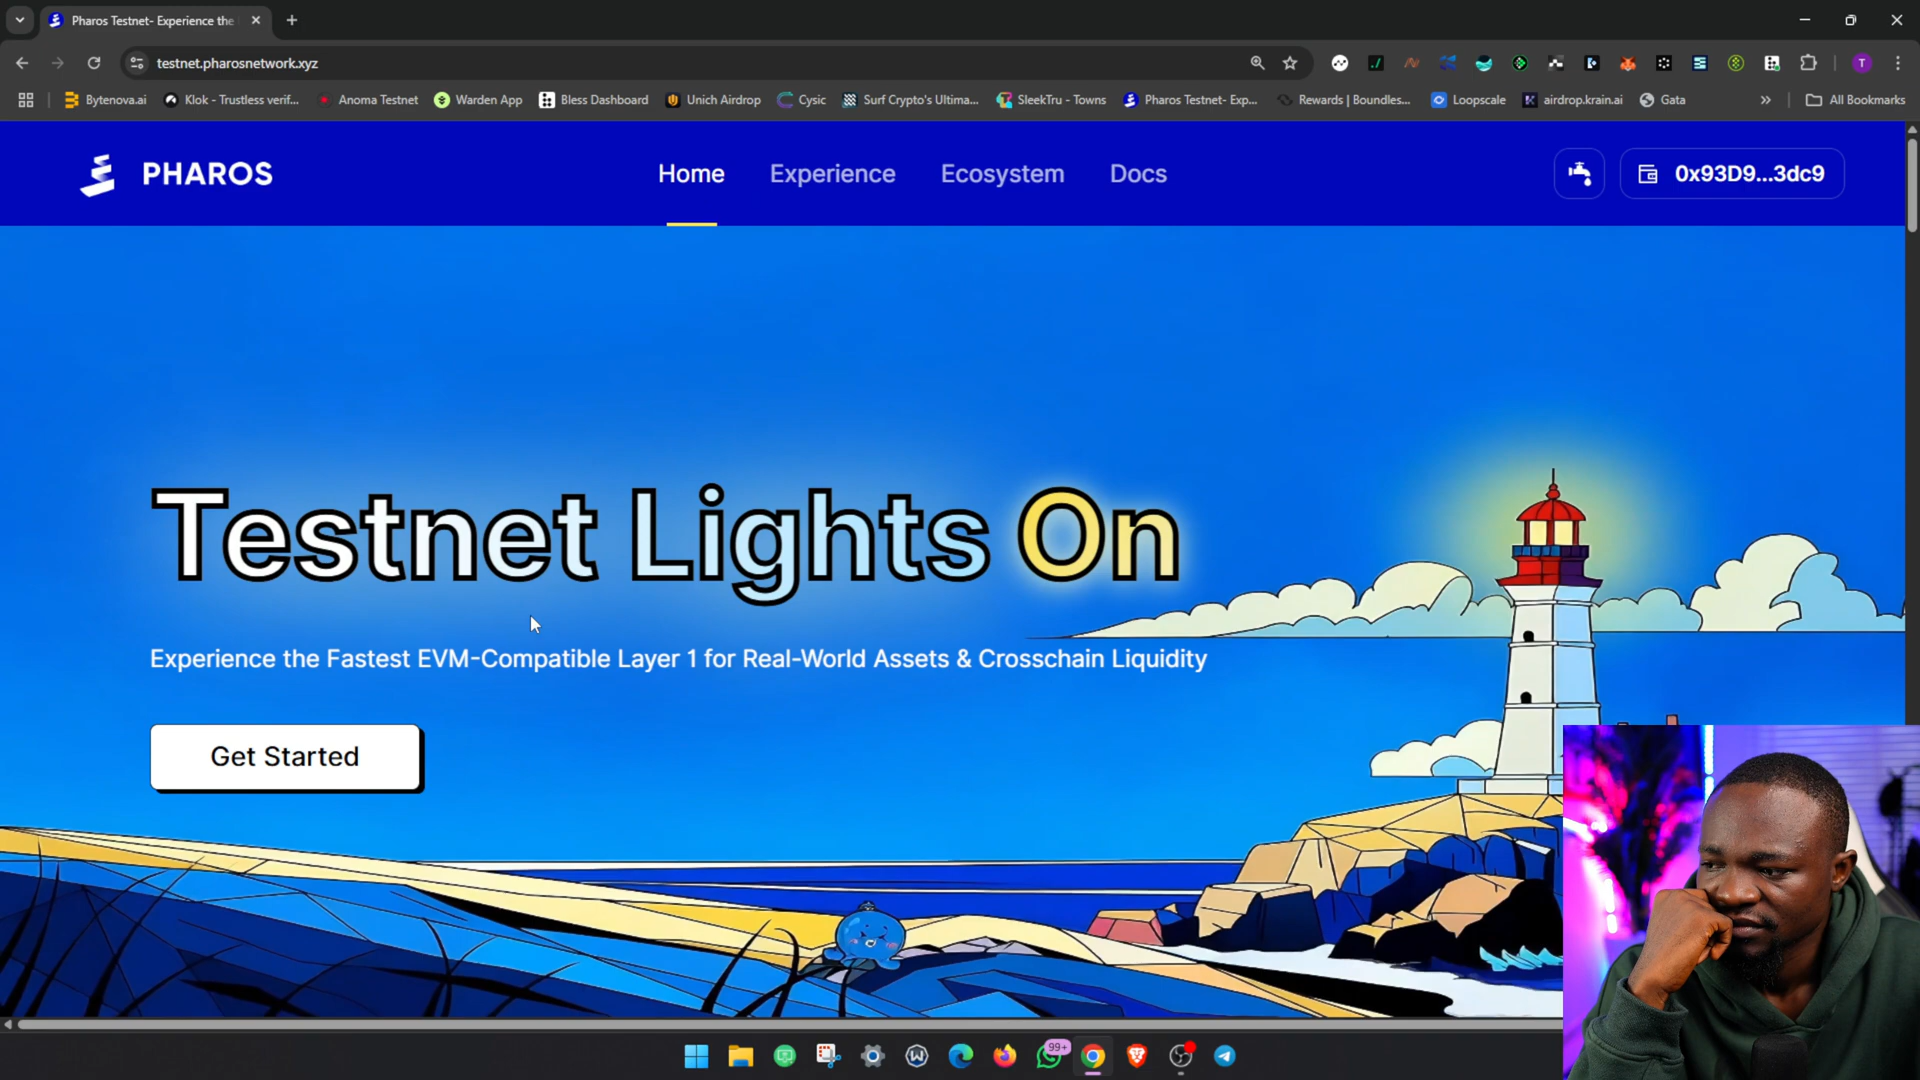 Pharos Testnet- Experience the
testnet.pharosnetwork.xyz
T
Bytenova.ai
Klok - Trustless verif...
Anoma Testnet
Warden App
Bless Dashboard
Unich Airdrop
Cysic
Surf Crypto's Ultima...
SleekTru - Towns
Pharos Testnet- Exp...
Rewards | Boundles...
Loopscale
airdrop.krain.ai
Gata
All Bookmarks
PHAROS
Home
Experience
Ecosystem
Docs
0x93D9...3dc9
Testnet Lights On
Experience the Fastest EVM-Compatible Layer 1 for Real-World Assets & Crosschain Liquidity
Get Started
99+